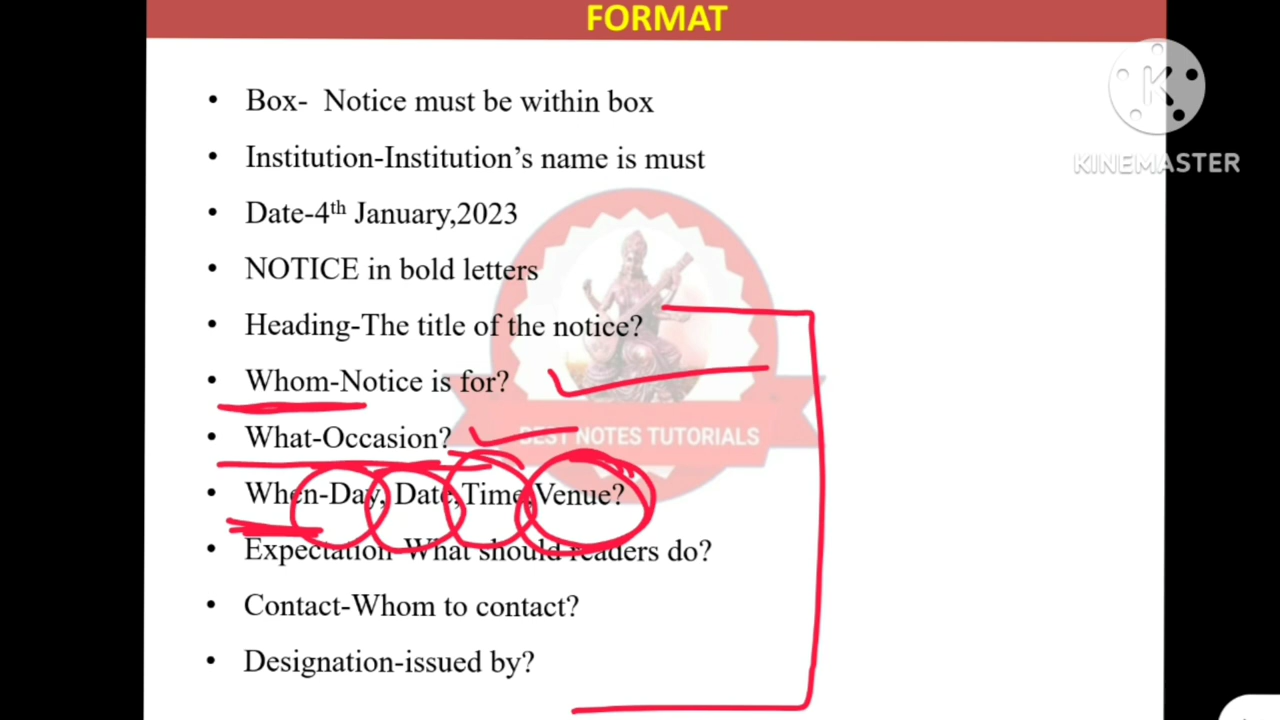 FORMAT
KINEMASTER
• Box- Notice must be within box
• Institution-Institution's name is must
• Date-4th January,2023
• NOTICE in bold letters
• Heading-The title of the notice?
• Whom-Notice is for?
• What-Occasion?
BEST NOTES TUTORIALS
• When-Day, Date,Time,Venue?
• Expectation-What should readers do?
• Contact-Whom to contact?
• Designation-issued by?